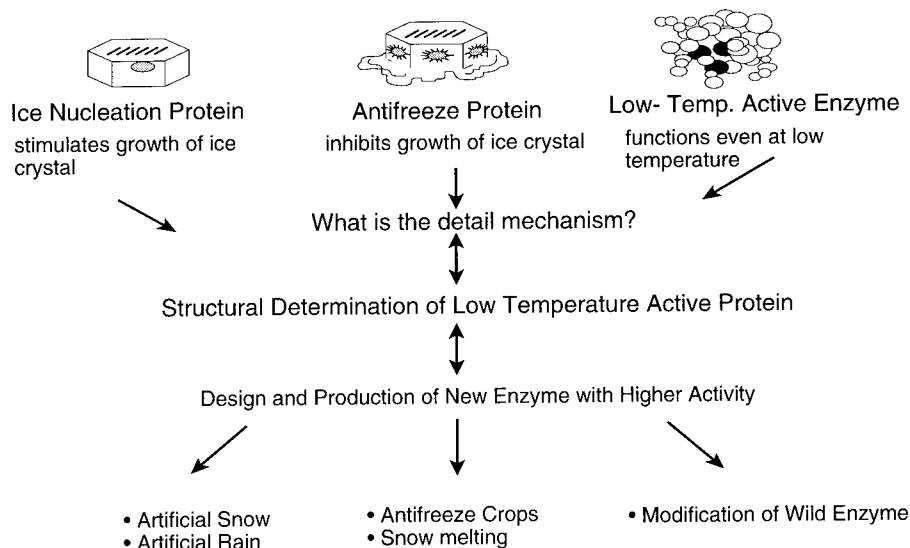 Ice Nucleation Protein
stimulates growth of ice
crystal
Antifreeze Protein
inhibits growth of ice crystal
Low- Temp. Active Enzyme
functions even at low
temperature
What is the detail mechanism?
Structural Determination of Low Temperature Active Protein
Design and Production of New Enzyme with Higher Activity
• Artificial Snow
• Artificial Rain
• Antifreeze Crops
• Snow melting
• Modification of Wild Enzyme